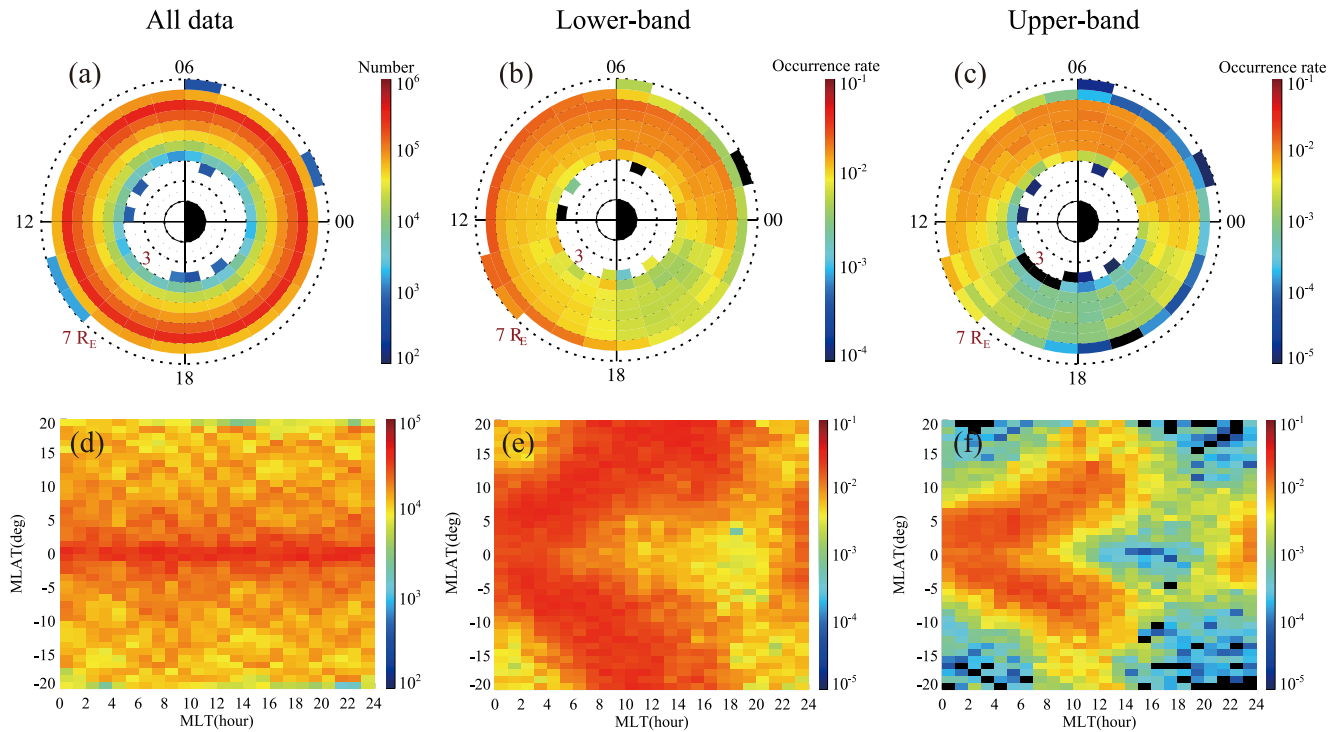 All data
Lower-band
Upper-band
(a)
06
Number
10^6
10^5
10^4
10^3
10^2
12
00
3
7 R_E
18
(b)
06
Occurrence rate
10^-1
10^-2
10^-3
10^-4
12
00
3
7 R_E
18
(c)
06
Occurrence rate
10^-1
10^-2
10^-3
10^-4
10^-5
12
00
3
7 R_E
18
(d)
MLAT(deg)
20
15
10
5
0
-5
-10
-15
-20
0 2 4 6 8 10 12 14 16 18 20 22 24
MLT(hour)
10^5
10^4
10^3
10^2
(e)
MLAT(deg)
20
15
10
5
0
-5
-10
-15
-20
0 2 4 6 8 10 12 14 16 18 20 22 24
MLT(hour)
10^-1
10^-2
10^-3
10^-4
10^-5
(f)
MLAT(deg)
20
15
10
5
0
-5
-10
-15
-20
0 2 4 6 8 10 12 14 16 18 20 22 24
MLT(hour)
10^-1
10^-2
10^-3
10^-4
10^-5